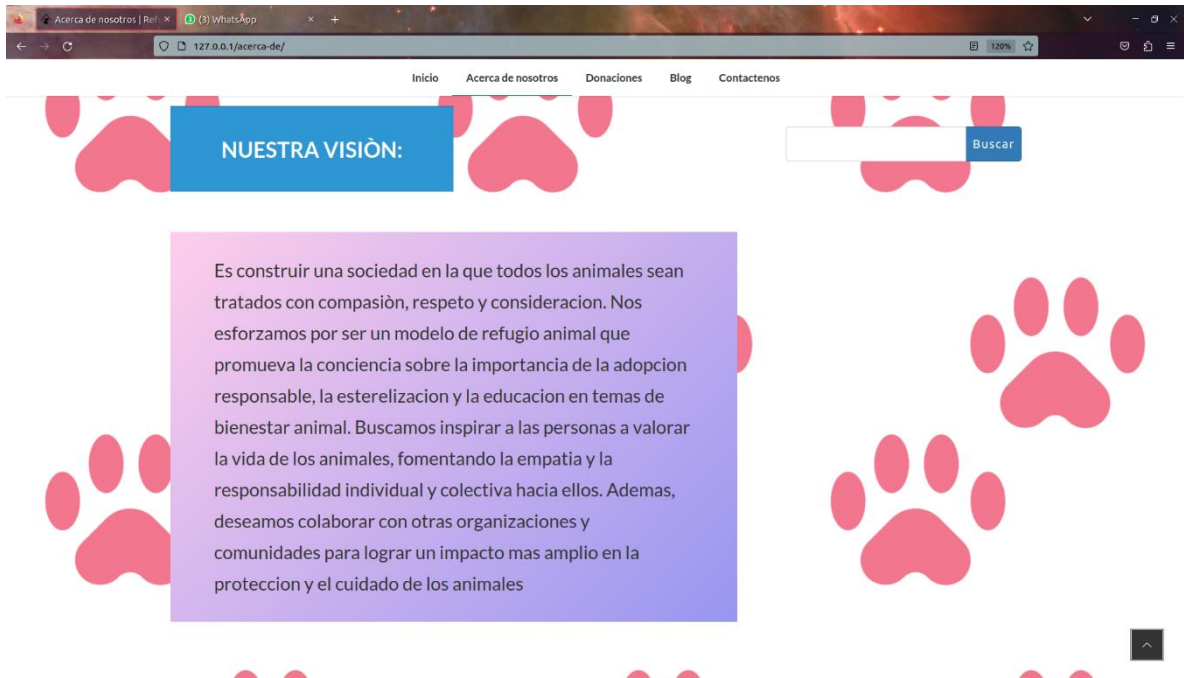 Acerca de nosotros | Ref
(3) WhatsApp
127.0.0.1/acerca-de/
120%
Inicio Acerca de nosotros Donaciones Blog Contactenos
NUESTRA VISIÒN:
Buscar
Es construir una sociedad en la que todos los animales sean
tratados con compasiòn, respeto y consideracion. Nos
esforzamos por ser un modelo de refugio animal que
promueva la conciencia sobre la importancia de la adopcion
responsable, la esterelizacion y la educacion en temas de
bienestar animal. Buscamos inspirar a las personas a valorar
la vida de los animales, fomentando la empatia y la
responsabilidad individual y colectiva hacia ellos. Ademas,
deseamos colaborar con otras organizaciones y
comunidades para lograr un impacto mas amplio en la
proteccion y el cuidado de los animales